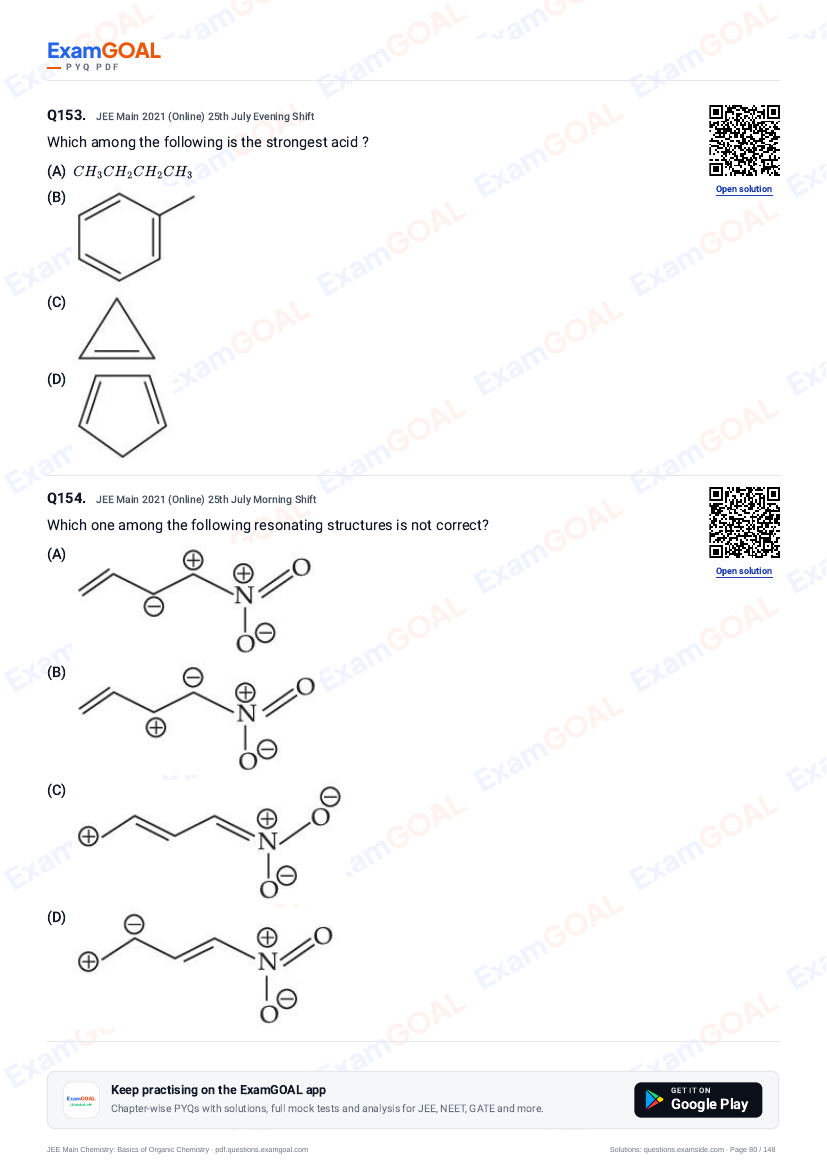 ExamGOAL
PYQ PDF
Q153. JEE Main 2021 (Online) 25th July Evening Shift
Which among the following is the strongest acid ?
Open solution
(A) CH₃CH₂CH₂CH₃
(B)
(C)
(D)
Q154. JEE Main 2021 (Online) 25th July Morning Shift
Which one among the following resonating structures is not correct?
Open solution
(A)
⊕
⊕ O
⊖ N
O⊖
(B)
⊖
⊕ O
⊕ N
O⊖
(C)
⊖
⊕ O
⊕ N
O⊖
(D)
⊖
⊕ O
⊕ N
O⊖
ExamGOAL
Keep practising on the ExamGOAL app
Chapter-wise PYQs with solutions, full mock tests and analysis for JEE, NEET, GATE and more.
GET IT ON
Google Play
JEE Main Chemistry: Basics of Organic Chemistry · pdf.questions.examgoal.com
Solutions: questions.examside.com · Page 80 / 148